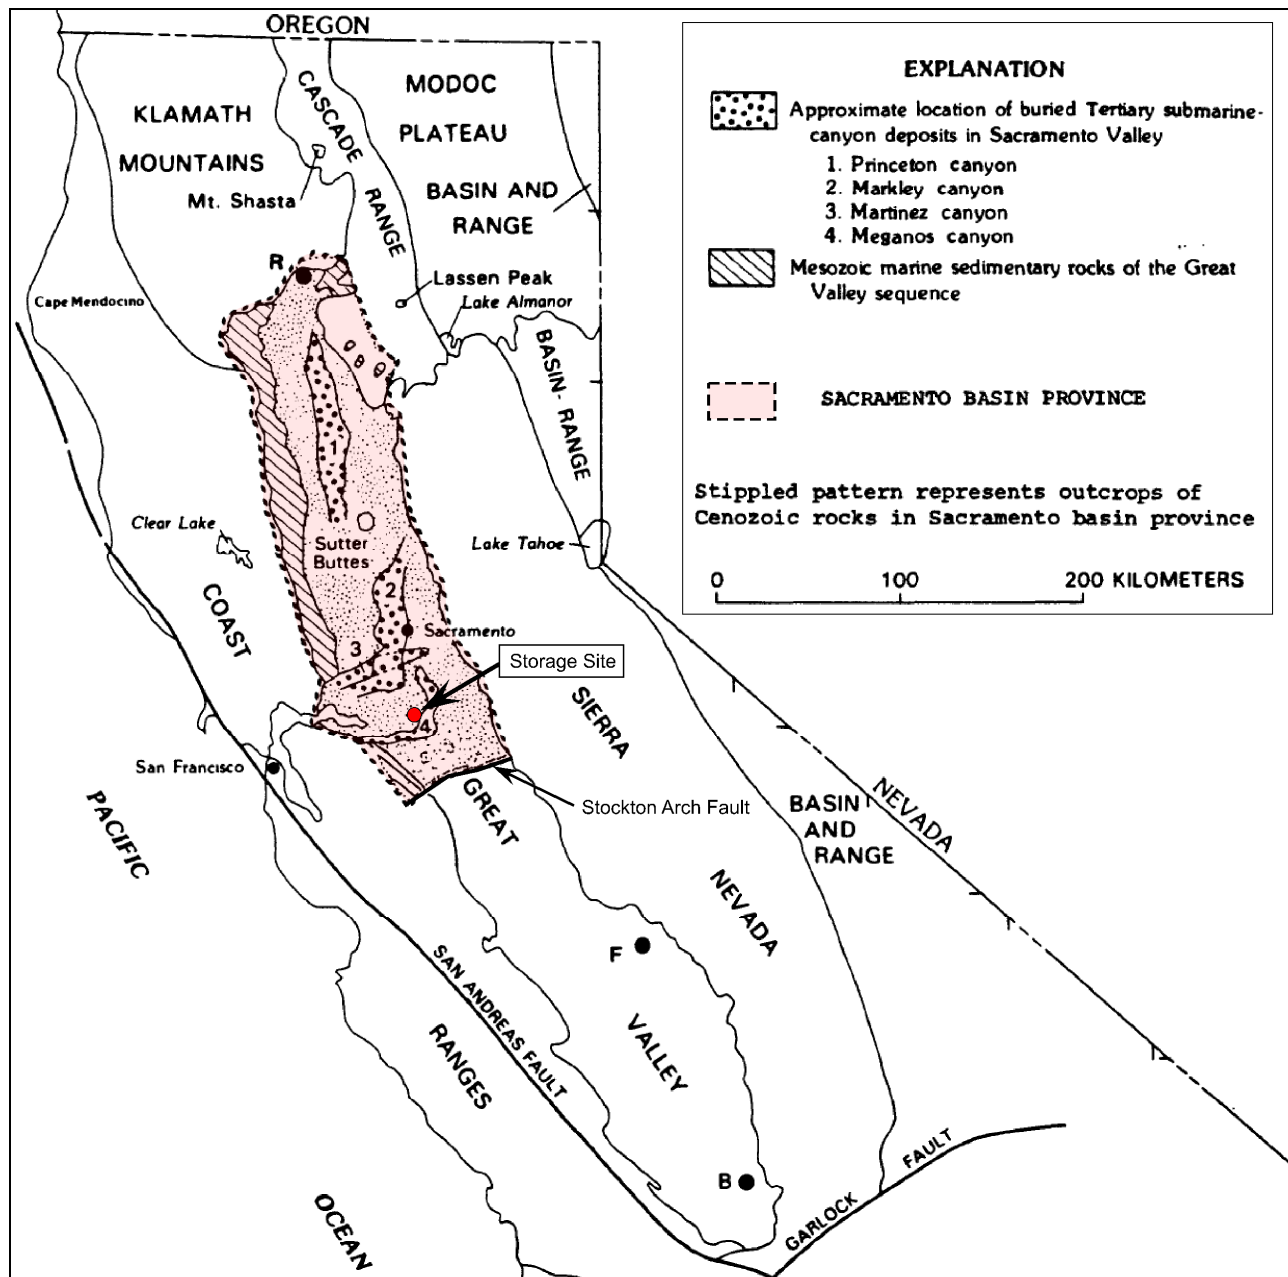 OREGON
KLAMATH
MOUNTAINS
CASCADE
RANGE
MODOC
PLATEAU
BASIN AND
RANGE
Mt. Shasta
R
Lassen Peak
Lake Almanor
Cape Mendocino
BASIN-RANGE
1
Clear Lake
Sutter
Buttes
Lake Tahoe
2
COAST
Sacramento
3
Storage Site
4
SIERRA
San Francisco
Stockton Arch Fault
GREAT
PACIFIC
BASIN
AND
RANGE
NEVADA
NEVADA
F
SAN ANDREAS FAULT
VALLEY
RANGES
B
GARLOCK
FAULT
OCEAN
EXPLANATION
Approximate location of buried Tertiary submarine-
canyon deposits in Sacramento Valley
1. Princeton canyon
2. Markley canyon
3. Martinez canyon
4. Meganos canyon
Mesozoic marine sedimentary rocks of the Great
Valley sequence
SACRAMENTO BASIN PROVINCE
Stippled pattern represents outcrops of
Cenozoic rocks in Sacramento basin province
0 100 200 KILOMETERS